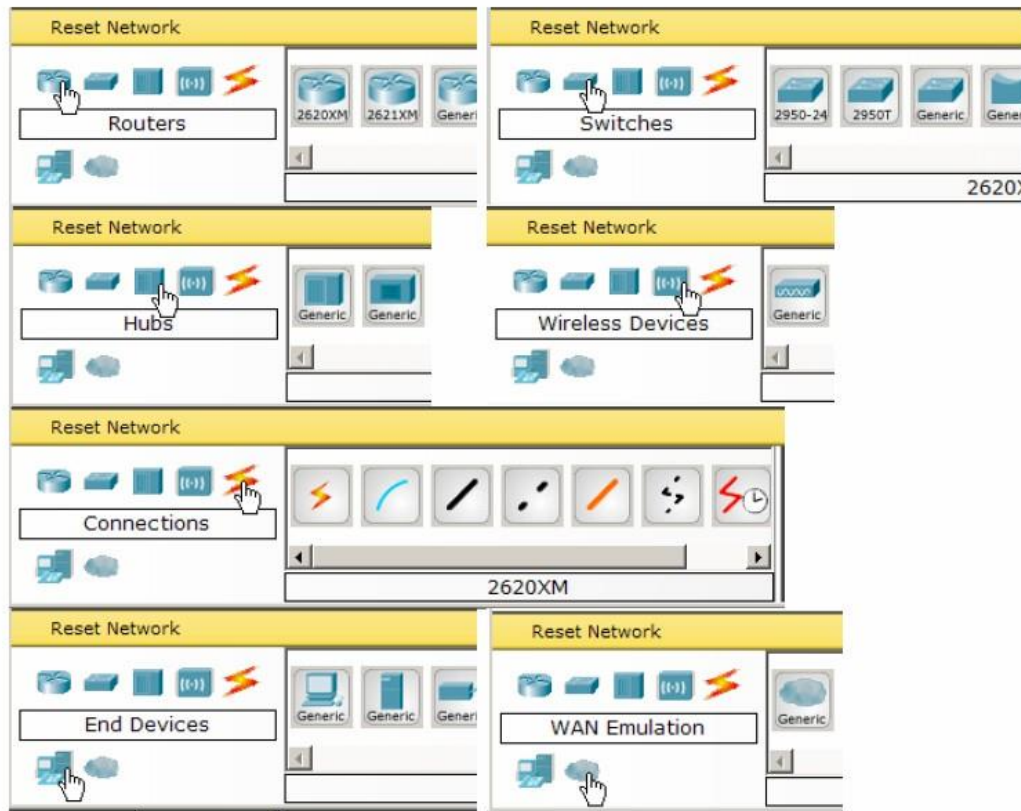 Reset Network
2620XM 2621XM Gener
Routers
Reset Network
2950-24 2950T Generic Gener
Switches
2620X
Reset Network
Generic Generic
Hubs
Reset Network
Generic
Wireless Devices
Reset Network
Connections
2620XM
Reset Network
Generic Generic Generi
End Devices
Reset Network
Generic
WAN Emulation